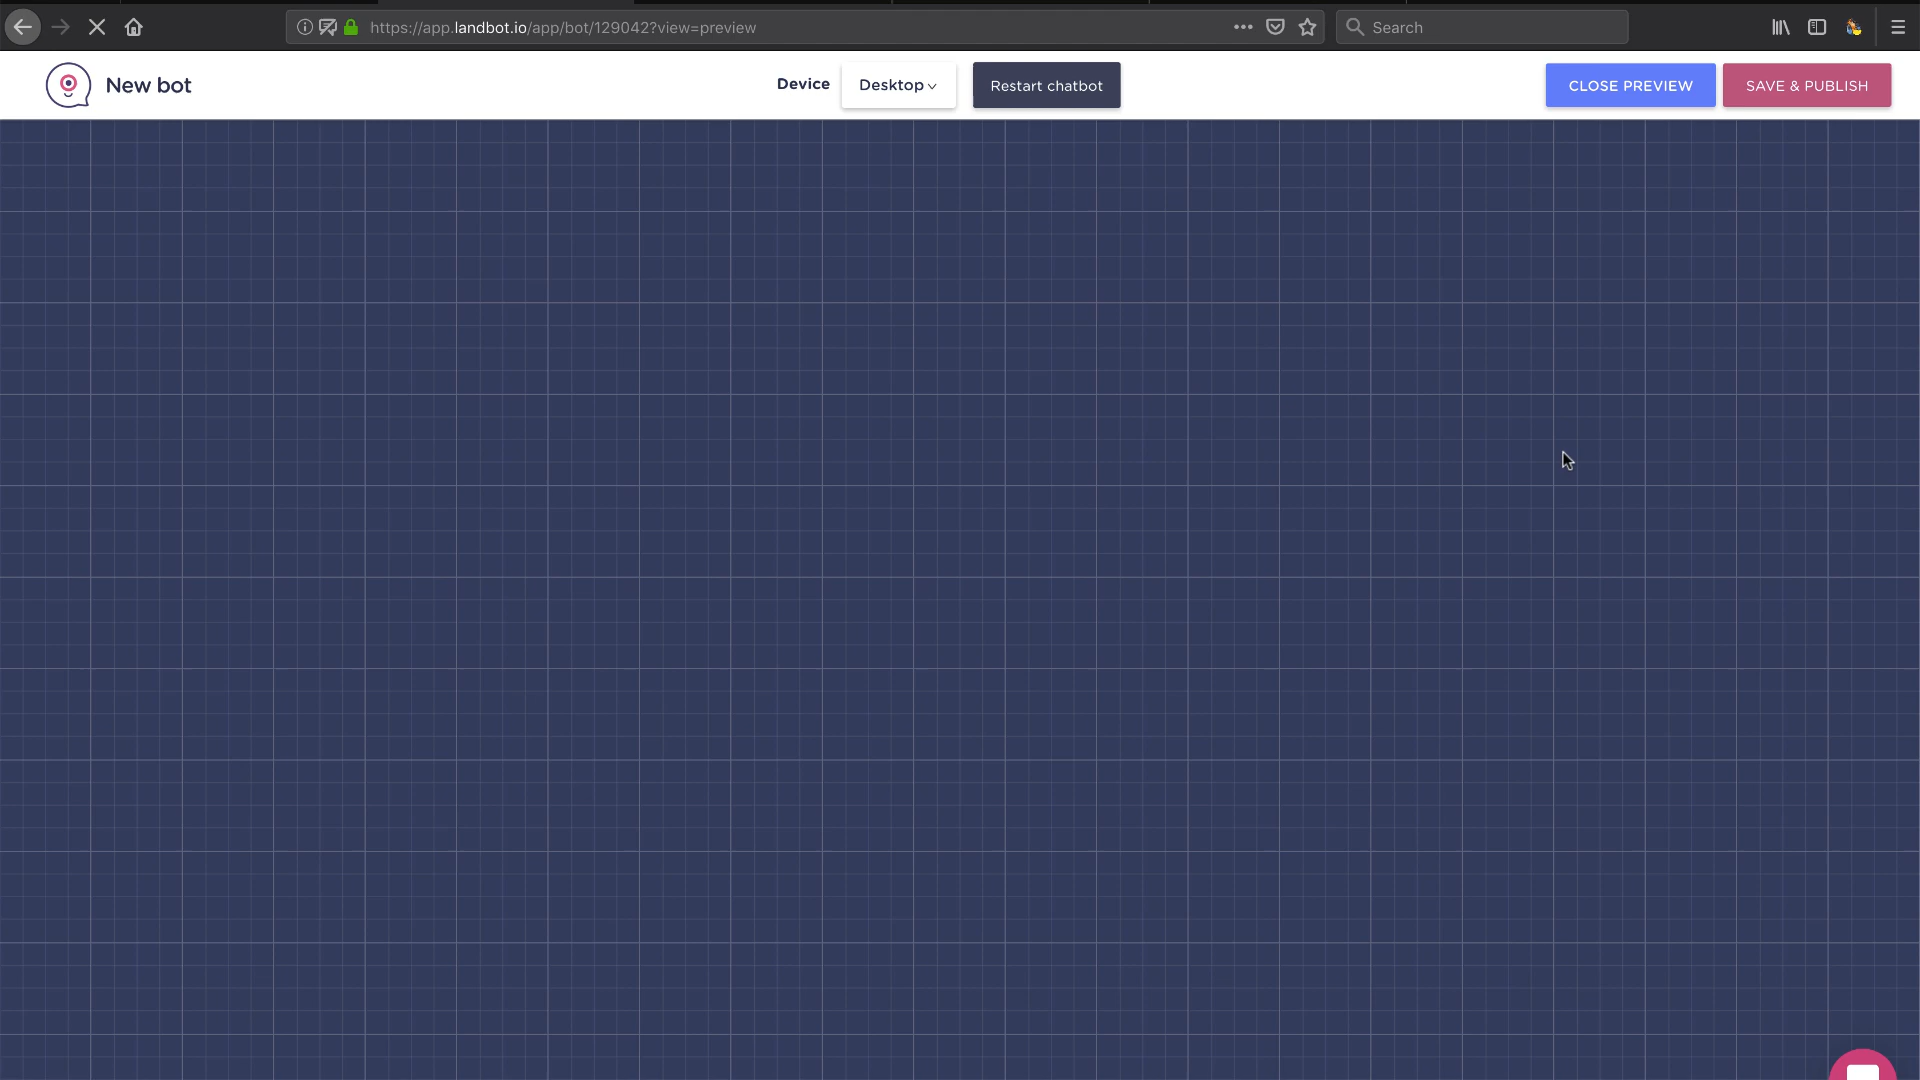 https://app.landbot.io/app/bot/129042?view=preview
Search
New bot
Device
Desktop
Restart chatbot
CLOSE PREVIEW
SAVE & PUBLISH